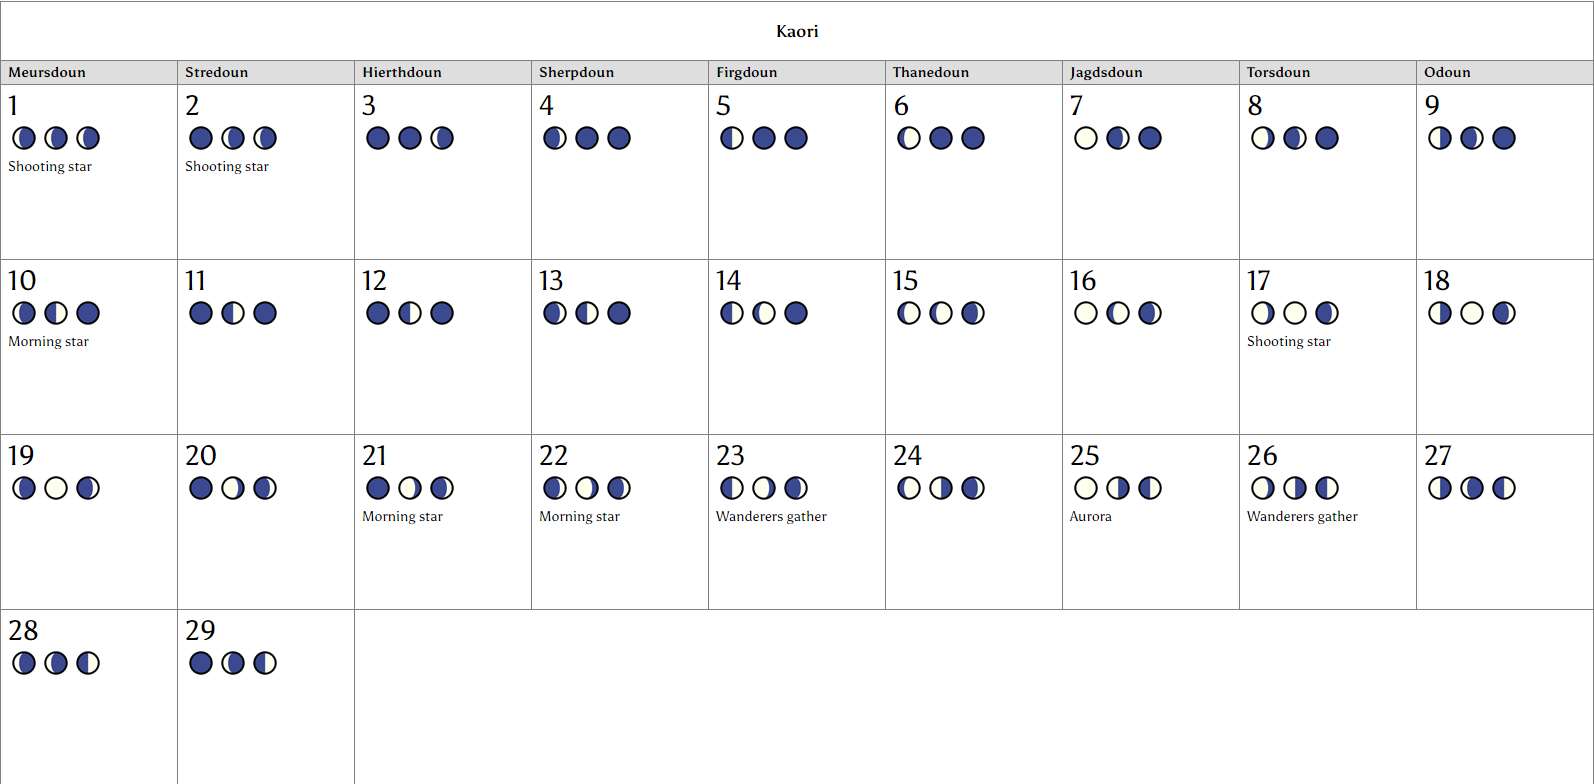 Kaori
Meursdoun Stredoun Hierthdoun Sherpdoun Firgdoun Thanedoun Jagdsdoun Torsdoun Odoun
1 2 3 4 5 6 7 8 9
Shooting star Shooting star
10 11 12 13 14 15 16 17 18
Morning star Shooting star
19 20 21 22 23 24 25 26 27
Morning star Morning star Wanderers gather Aurora Wanderers gather
28 29